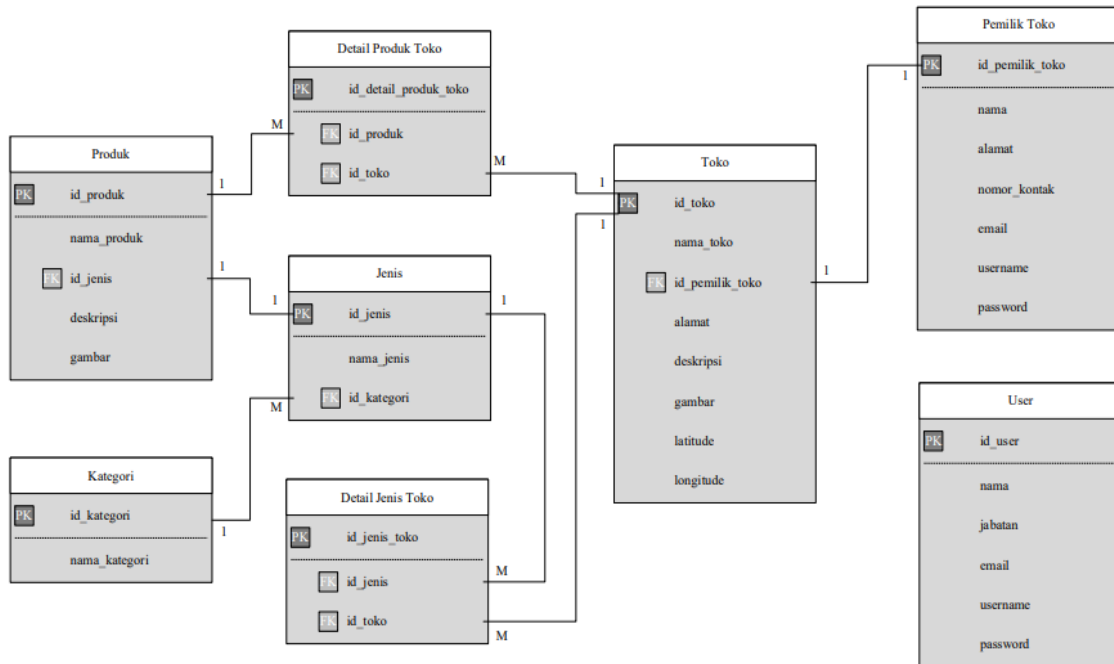 Detail Produk Toko
PK id_detail_produk_toko
FK id_produk
FK id_toko
M
M
Produk
PK id_produk
nama_produk
FK id_jenis
deskripsi
gambar
1
1
Jenis
PK id_jenis
nama_jenis
FK id_kategori
1
1
M
Kategori
PK id_kategori
nama_kategori
1
Detail Jenis Toko
PK id_jenis_toko
FK id_jenis
FK id_toko
M
M
Toko
PK id_toko
nama_toko
FK id_pemilik_toko
alamat
deskripsi
gambar
latitude
longitude
1
1
1
Pemilik Toko
PK id_pemilik_toko
nama
alamat
nomor_kontak
email
username
password
1
User
PK id_user
nama
jabatan
email
username
password